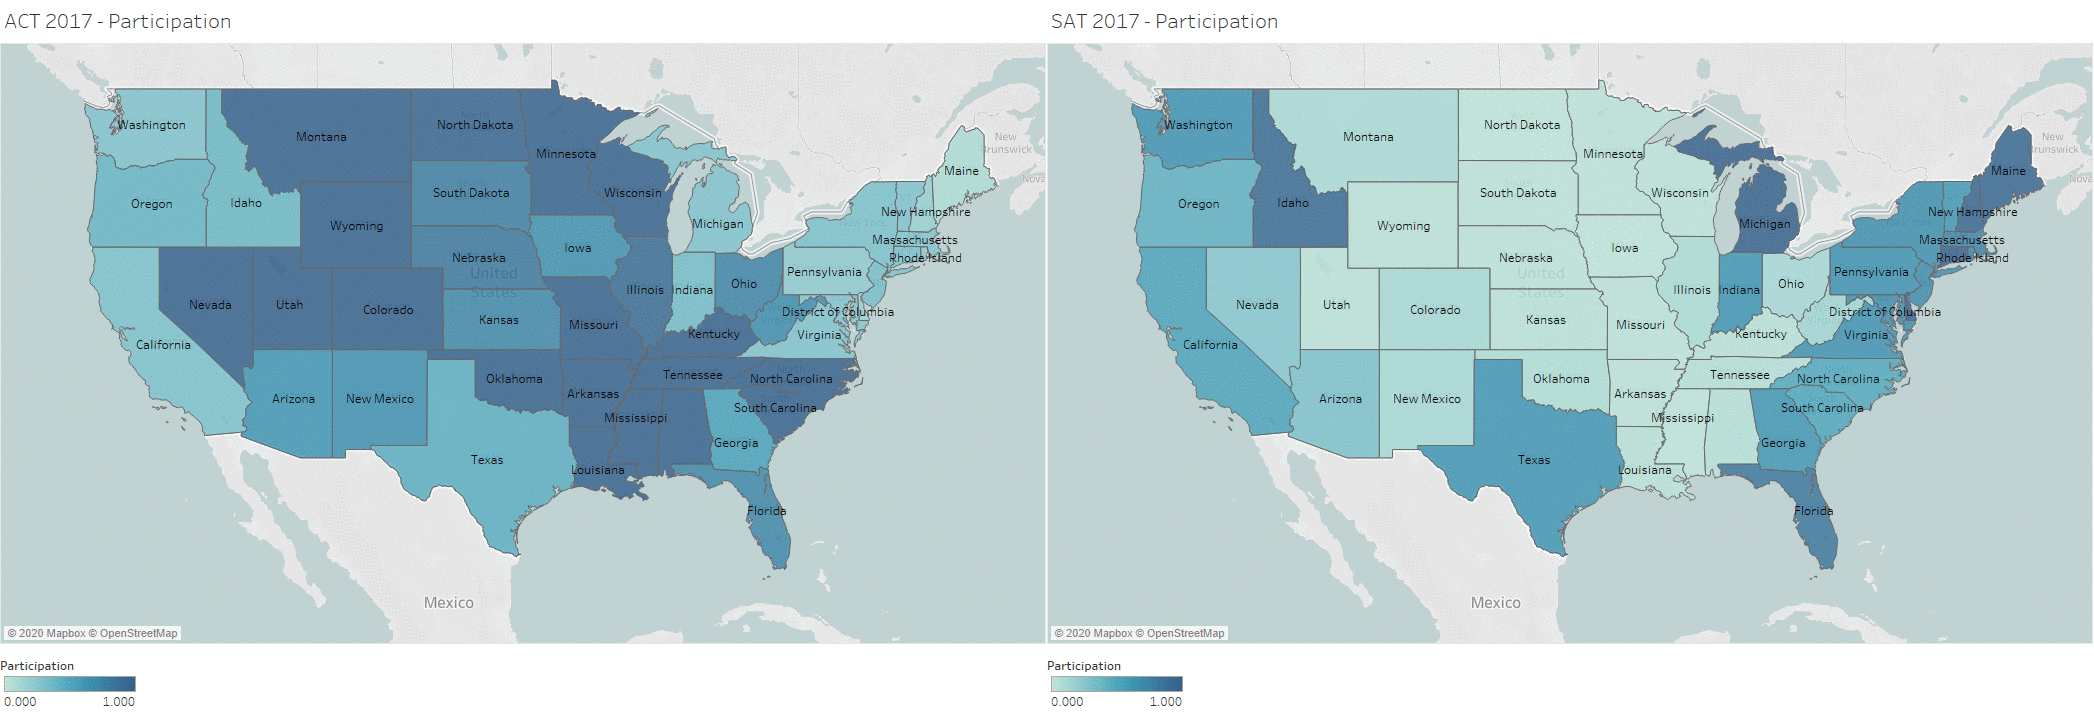 ACT 2017 - Participation
Washington
Montana
North Dakota
Minnesota
Maine
New Brunswick
Nova
Oregon
Idaho
Wyoming
South Dakota
Wisconsin
Michigan
New York
New Hampshire
Massachusetts
Rhode Island
Nebraska
Iowa
United States
Pennsylvania
Nevada
Utah
Colorado
Kansas
Missouri
Illinois
Indiana
Ohio
District of Columbia
Virginia
California
Kentucky
Arizona
New Mexico
Oklahoma
Arkansas
Tennessee
North Carolina
South Carolina
Mississippi
Georgia
Texas
Louisiana
Florida
Mexico
© 2020 Mapbox © OpenStreetMap
Participation
0.000 1.000
SAT 2017 - Participation
Washington
Montana
North Dakota
Minnesota
Maine
New Brunswick
Nova
Oregon
Idaho
Wyoming
South Dakota
Wisconsin
Michigan
New Hampshire
Massachusetts
Rhode Island
Nebraska
Iowa
United States
Pennsylvania
Nevada
Utah
Colorado
Kansas
Missouri
Illinois
Indiana
Ohio
District of Columbia
Virginia
California
Kentucky
Arizona
New Mexico
Oklahoma
Arkansas
Tennessee
North Carolina
South Carolina
Mississippi
Georgia
Texas
Louisiana
Florida
Mexico
© 2020 Mapbox © OpenStreetMap
Participation
0.000 1.000